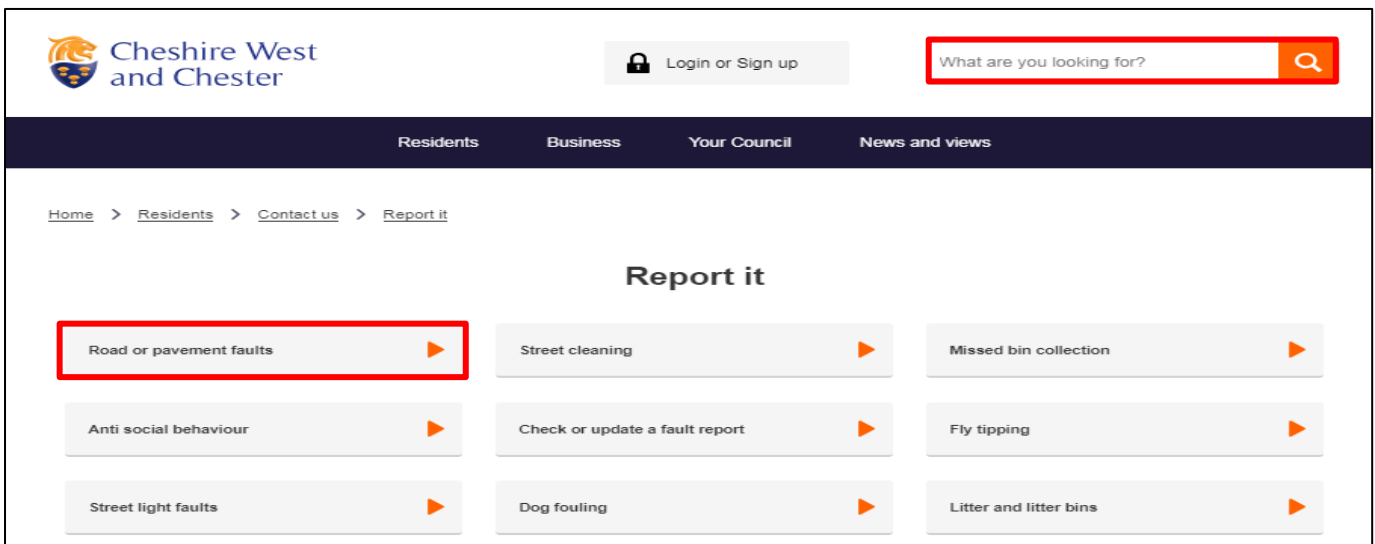 Cheshire West
and Chester
Login or Sign up
What are you looking for?
Residents Business Your Council News and views
Home > Residents > Contact us > Report it
Report it
Road or pavement faults
Street cleaning
Missed bin collection
Anti social behaviour
Check or update a fault report
Fly tipping
Street light faults
Dog fouling
Litter and litter bins